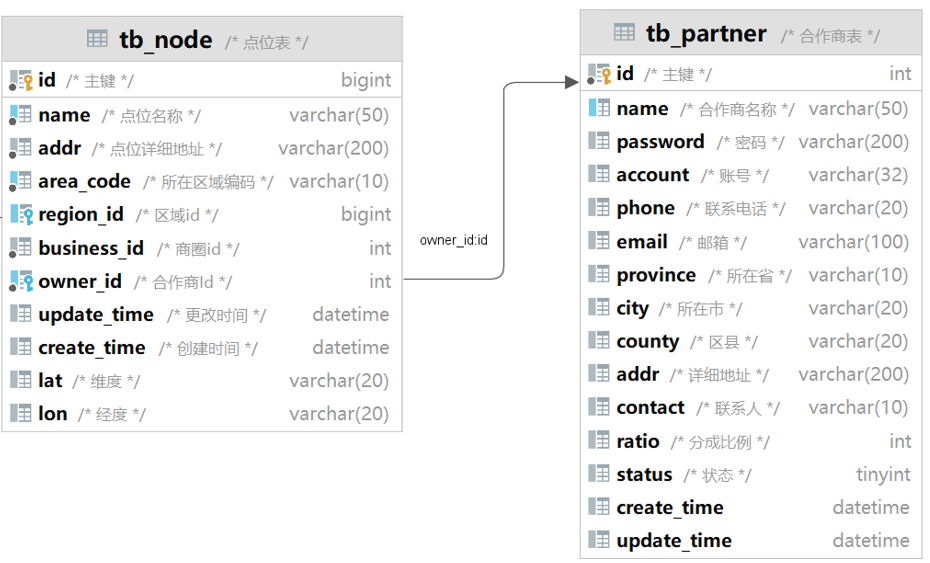 tb_node /* 点位表 */
id /* 主键 */ bigint
name /* 点位名称 */ varchar(50)
addr /* 点位详细地址 */ varchar(200)
area_code /* 所在区域编码 */ varchar(10)
region_id /* 区域id */ bigint
business_id /* 商圈id */ int
owner_id /* 合作商Id */ int
update_time /* 更改时间 */ datetime
create_time /* 创建时间 */ datetime
lat /* 维度 */ varchar(20)
lon /* 经度 */ varchar(20)
owner_id:id
tb_partner /* 合作商表 */
id /* 主键 */ int
name /* 合作商名称 */ varchar(50)
password /* 密码 */ varchar(200)
account /* 账号 */ varchar(32)
phone /* 联系电话 */ varchar(20)
email /* 邮箱 */ varchar(100)
province /* 所在省 */ varchar(10)
city /* 所在市 */ varchar(20)
county /* 区县 */ varchar(20)
addr /* 详细地址 */ varchar(200)
contact /* 联系人 */ varchar(10)
ratio /* 分成比例 */ int
status /* 状态 */ tinyint
create_time datetime
update_time datetime